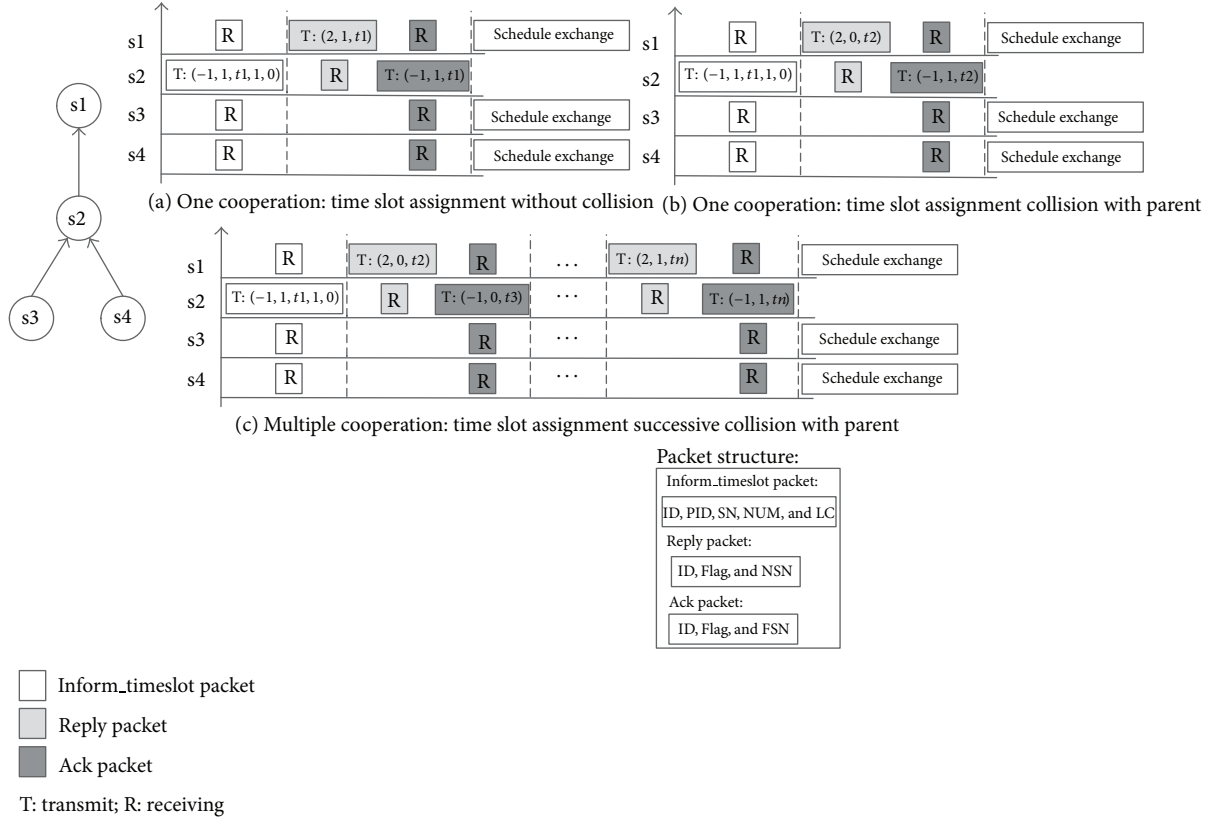 s1
s2
s3
s4
s1 R T: (2, 1, t1) R Schedule exchange
s2 T: (−1, 1, t1, 1, 0) R T: (−1, 1, t1)
s3 R R Schedule exchange
s4 R R Schedule exchange
(a) One cooperation: time slot assignment without collision
s1 R T: (2, 0, t2) R Schedule exchange
s2 T: (−1, 1, t1, 1, 0) R T: (−1, 1, t2)
s3 R R Schedule exchange
s4 R R Schedule exchange
(b) One cooperation: time slot assignment collision with parent
s1 R T: (2, 0, t2) R ... T: (2, 1, tn) R Schedule exchange
s2 T: (−1, 1, t1, 1, 0) R T: (−1, 0, t3) ... R T: (−1, 1, tn)
s3 R R ... R Schedule exchange
s4 R R ... R Schedule exchange
(c) Multiple cooperation: time slot assignment successive collision with parent
Packet structure:
Inform_timeslot packet:
ID, PID, SN, NUM, and LC
Reply packet:
ID, Flag, and NSN
Ack packet:
ID, Flag, and FSN
Inform_timeslot packet
Reply packet
Ack packet
T: transmit; R: receiving